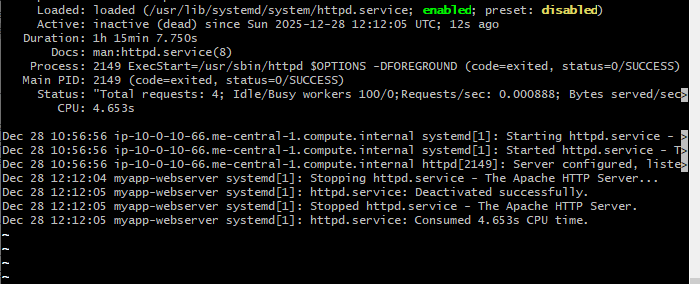 Loaded: loaded (/usr/lib/systemd/system/httpd.service; enabled; preset: disabled)
Active: inactive (dead) since Sun 2025-12-28 12:12:05 UTC; 12s ago
Duration: 1h 15min 7.750s
Docs: man:httpd.service(8)
Process: 2149 ExecStart=/usr/sbin/httpd $OPTIONS -DFOREGROUND (code=exited, status=0/SUCCESS)
Main PID: 2149 (code=exited, status=0/SUCCESS)
Status: "Total requests: 4; Idle/Busy workers 100/0;Requests/sec: 0.000888; Bytes served/sec>
CPU: 4.653s
Dec 28 10:56:56 ip-10-0-10-66.me-central-1.compute.internal systemd[1]: Starting httpd.service - >
Dec 28 10:56:56 ip-10-0-10-66.me-central-1.compute.internal systemd[1]: Started httpd.service - T>
Dec 28 10:56:56 ip-10-0-10-66.me-central-1.compute.internal httpd[2149]: Server configured, liste>
Dec 28 12:12:04 myapp-webserver systemd[1]: Stopping httpd.service - The Apache HTTP Server...
Dec 28 12:12:05 myapp-webserver systemd[1]: httpd.service: Deactivated successfully.
Dec 28 12:12:05 myapp-webserver systemd[1]: Stopped httpd.service - The Apache HTTP Server.
Dec 28 12:12:05 myapp-webserver systemd[1]: httpd.service: Consumed 4.653s CPU time.
~
~
~